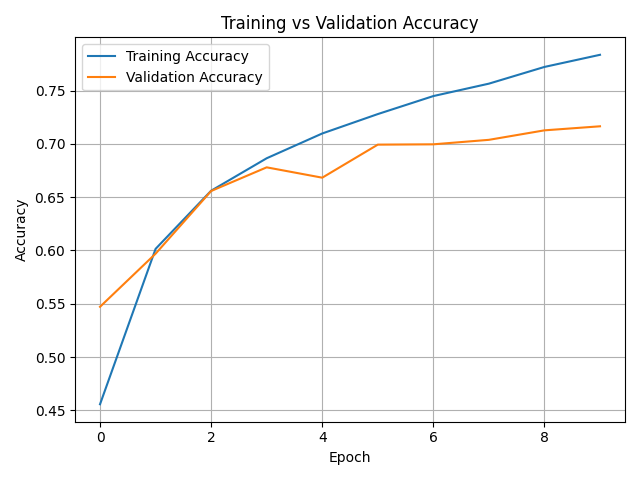 Training vs Validation Accuracy
Training Accuracy
Validation Accuracy
Accuracy
0.75
0.70
0.65
0.60
0.55
0.50
0.45
0 2 4 6 8
Epoch